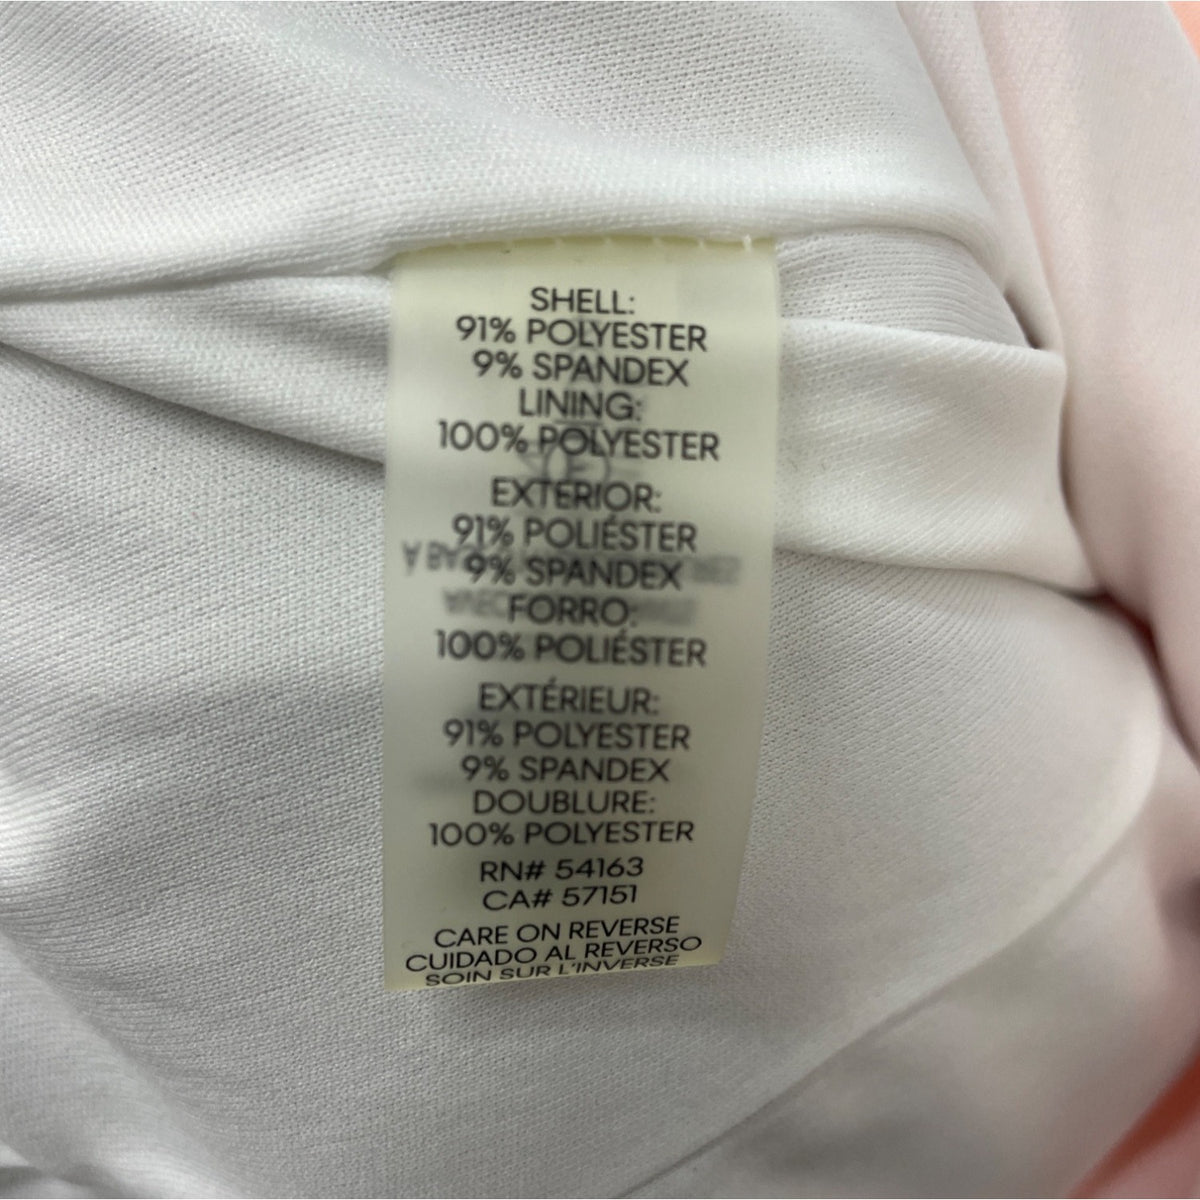 SHELL:
91% POLYESTER
9% SPANDEX
LINING:
100% POLYESTER
EXTERIOR:
91% POLIÉSTER
9% SPANDEX
FORRO:
100% POLIÉSTER
EXTÉRIEUR:
91% POLYESTER
9% SPANDEX
DOUBLURE:
100% POLYESTER
RN# 54163
CA# 57151
CARE ON REVERSE
CUIDADO AL REVERSO
SOIN SUR L'INVERSE